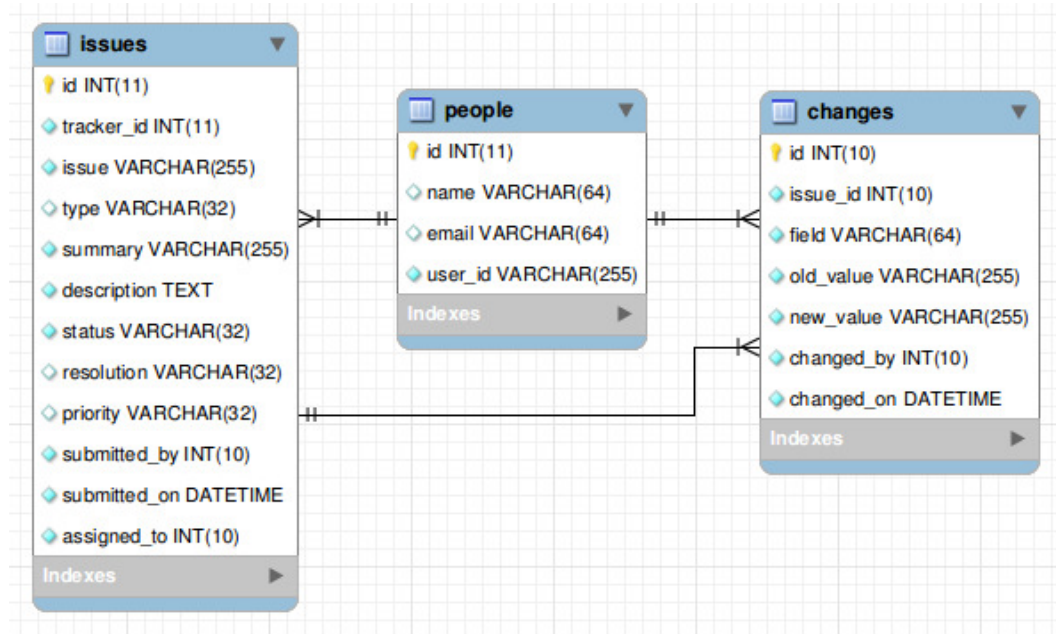 issues
id INT(11)
tracker_id INT(11)
issue VARCHAR(255)
type VARCHAR(32)
summary VARCHAR(255)
description TEXT
status VARCHAR(32)
resolution VARCHAR(32)
priority VARCHAR(32)
submitted_by INT(10)
submitted_on DATETIME
assigned_to INT(10)
Indexes
people
id INT(11)
name VARCHAR(64)
email VARCHAR(64)
user_id VARCHAR(255)
Indexes
changes
id INT(10)
issue_id INT(10)
field VARCHAR(64)
old_value VARCHAR(255)
new_value VARCHAR(255)
changed_by INT(10)
changed_on DATETIME
Indexes